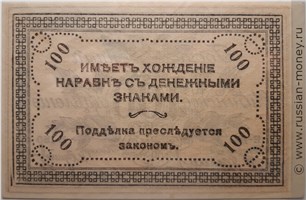 100 100
ИМѢЕТЪ ХОЖДЕНІЕ
НАРАВНѢ СЪ ДЕНЕЖНЫМИ
ЗНАКАМИ.
Поддѣлка преслѣдуется
закономъ.
100 100
www.russian-money.ru